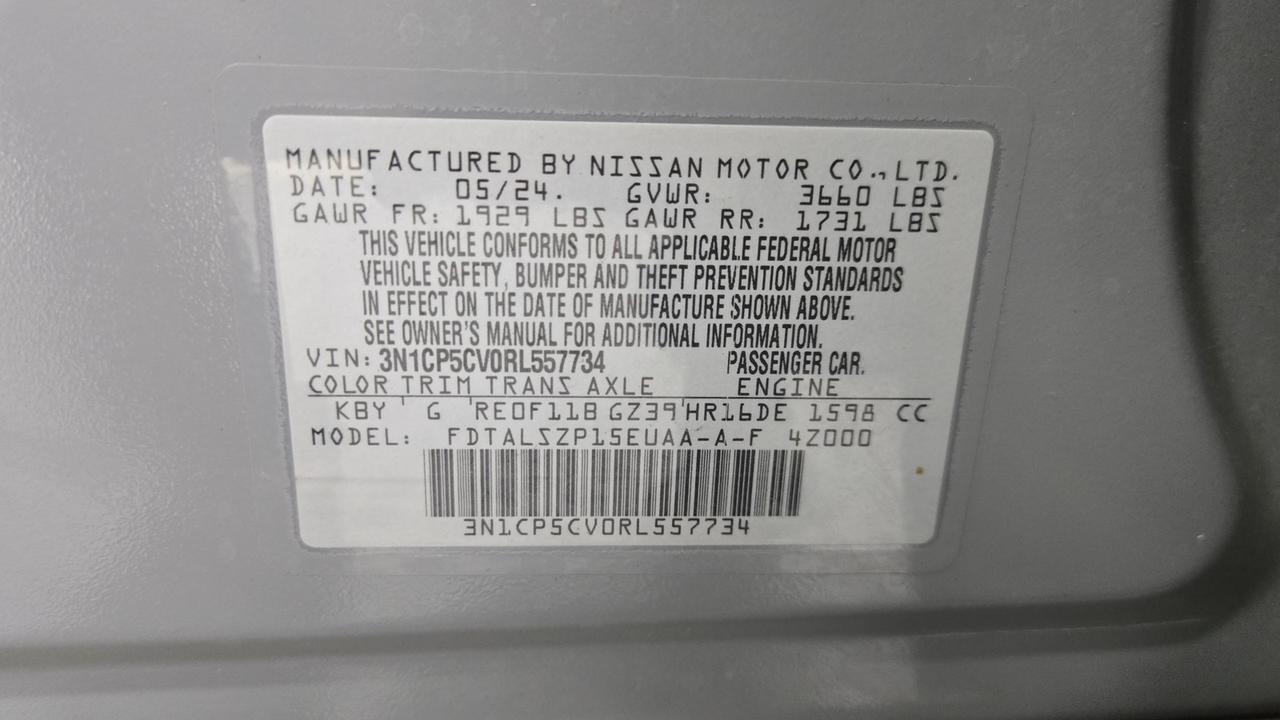 MANUFACTURED BY NISSAN MOTOR CO., LTD.
DATE: 05/24. GVWR: 3660 LBS
GAWR FR: 1929 LBS GAWR RR: 1731 LBS
THIS VEHICLE CONFORMS TO ALL APPLICABLE FEDERAL MOTOR
VEHICLE SAFETY, BUMPER AND THEFT PREVENTION STANDARDS
IN EFFECT ON THE DATE OF MANUFACTURE SHOWN ABOVE.
SEE OWNER'S MANUAL FOR ADDITIONAL INFORMATION.
VIN: 3N1CP5CV0RL557734 PASSENGER CAR.
COLOR TRIM TRANS AXLE ENGINE
KBY G RE0F11B GZ39 HR16DE 1598 CC
MODEL: FDTALSZP15EUAA-A-F 4Z000
3N1CP5CV0RL557734